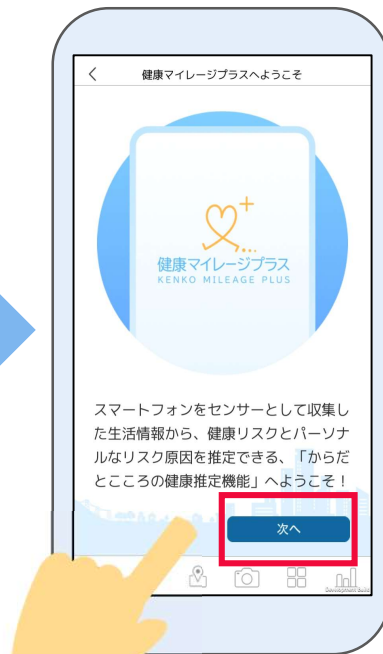 健康マイレージプラスへようこそ
健康マイレージプラス
KENKO MILEAGE PLUS
スマートフォンをセンサーとして収集し
た生活情報から、健康リスクとパーソナ
ルなリスク原因を推定できる、「からだ
とこころの健康推定機能」へようこそ！
次へ
Development Build